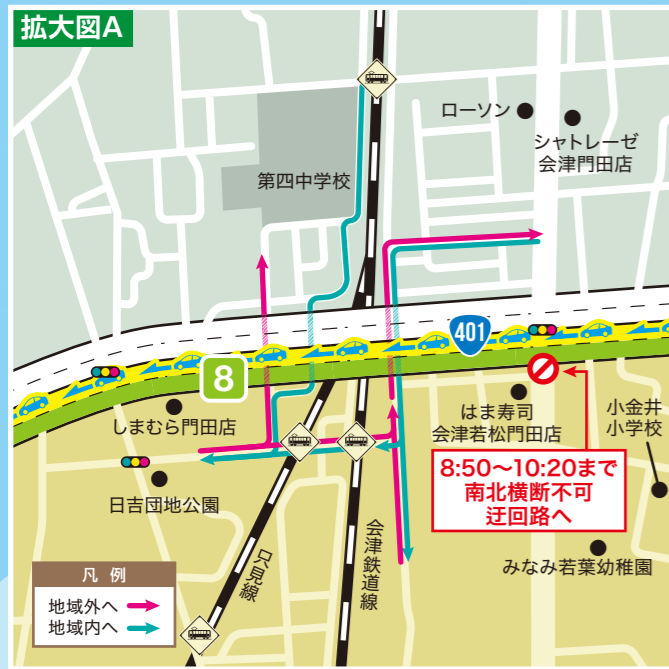 拡大図A
ローソン
シャトレーゼ
会津門田店
第四中学校
401
8
しまむら門田店
はま寿司
会津若松門田店
小金井
小学校
8:50〜10:20まで
南北横断不可
迂回路へ
日吉団地公園
只見線
会津鉄道線
みなみ若葉幼稚園
凡例
地域外へ
地域内へ